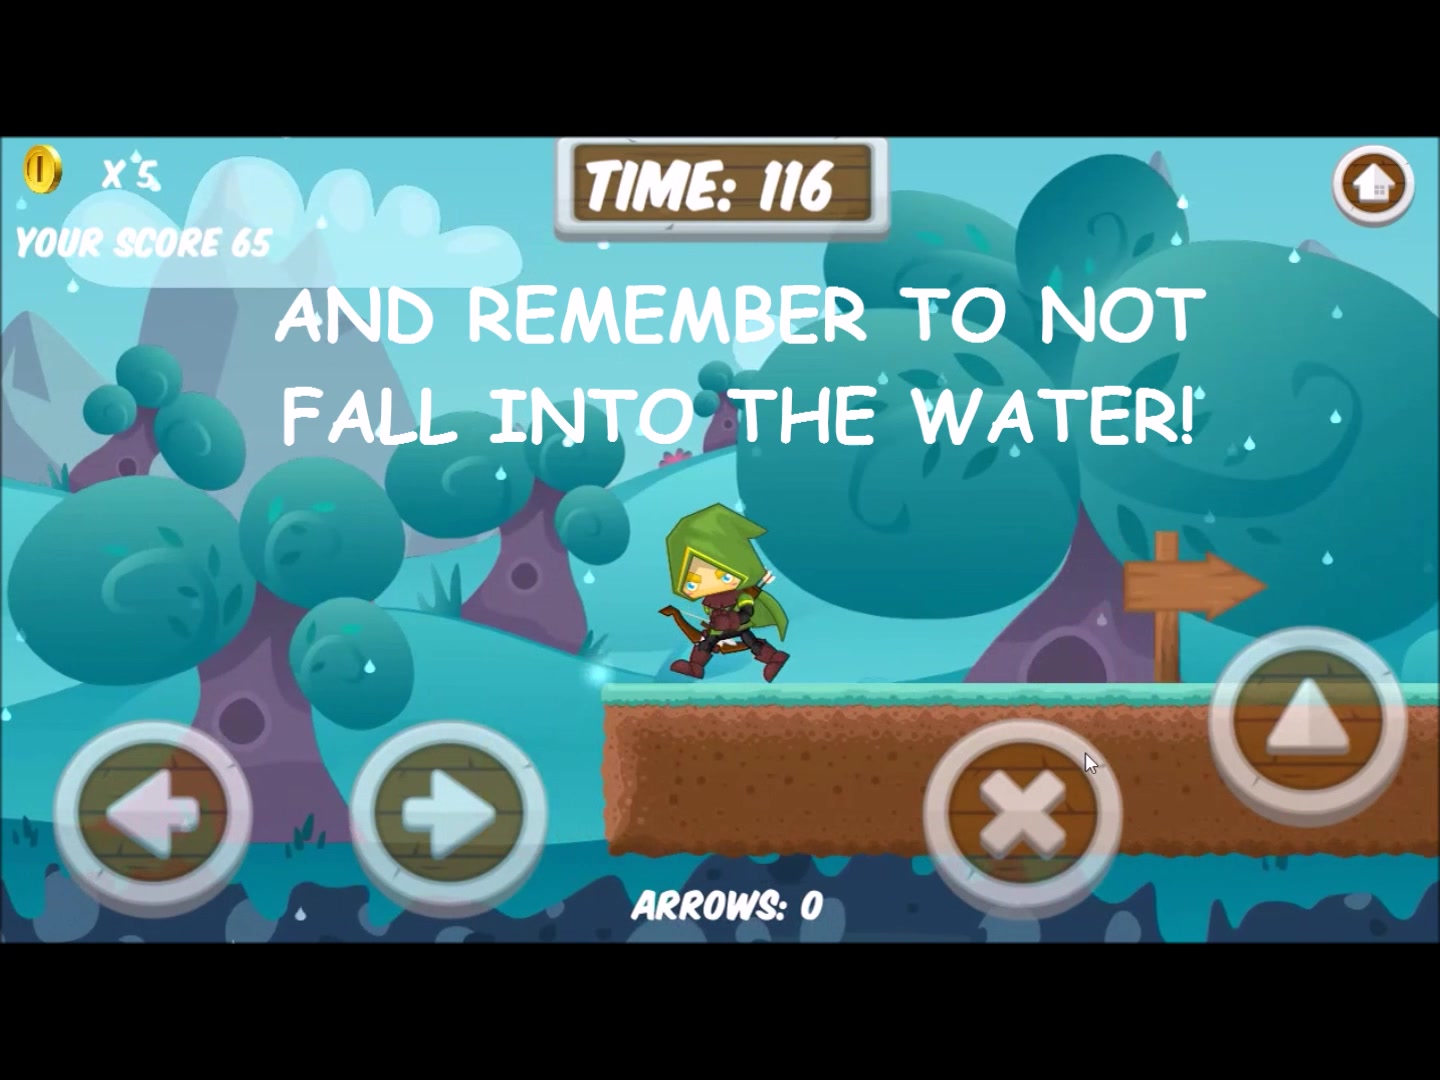 X 5
TIME: 116
YOUR SCORE 65
AND REMEMBER TO NOT
FALL INTO THE WATER!
ARROWS: 0